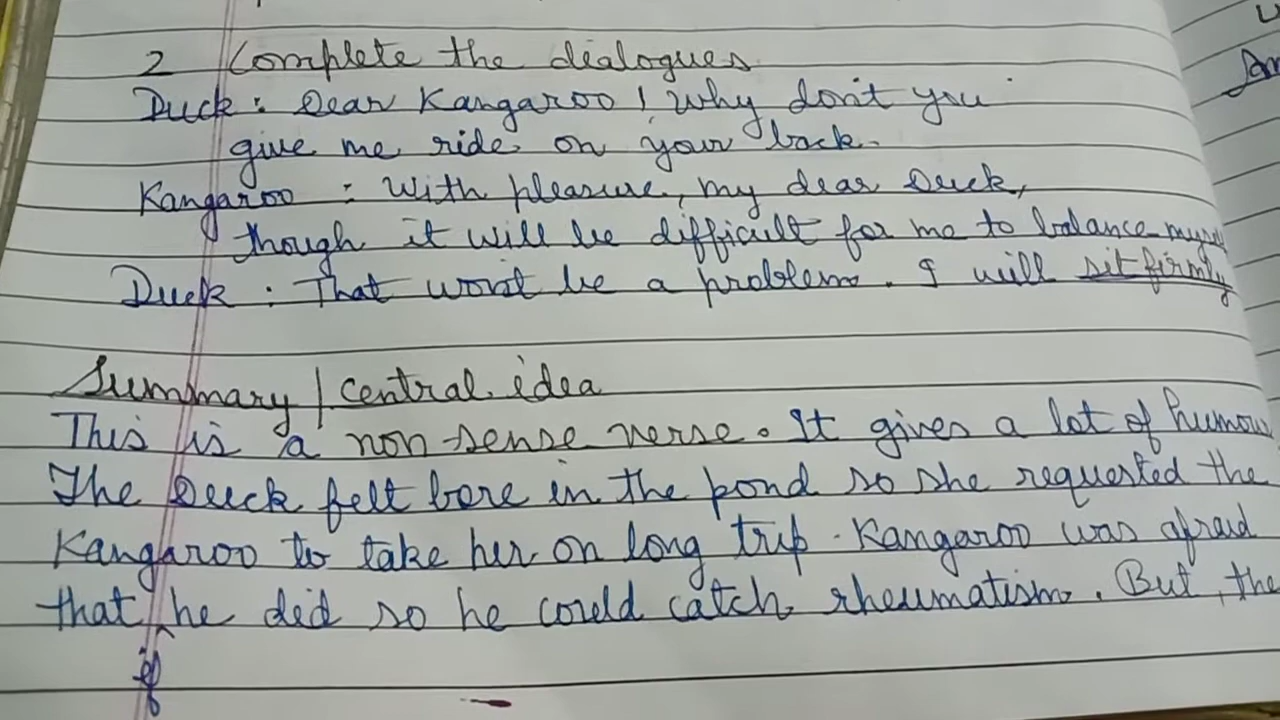 2 Complete the dialogues
Duck : Dear Kangaroo ! Why don't you
give me ride on your back.
Kangaroo : With pleasure, my dear Duck,
though it will be difficult for me to balance myself
Duck : That won't be a problem. I will sit firmly
Summary / central idea
This is a non sense verse. It gives a lot of humour
The Duck felt bore in the pond so she requested the
Kangaroo to take her on long trip. Kangaroo was afraid
that if he did so he could catch rheumatism. But, the